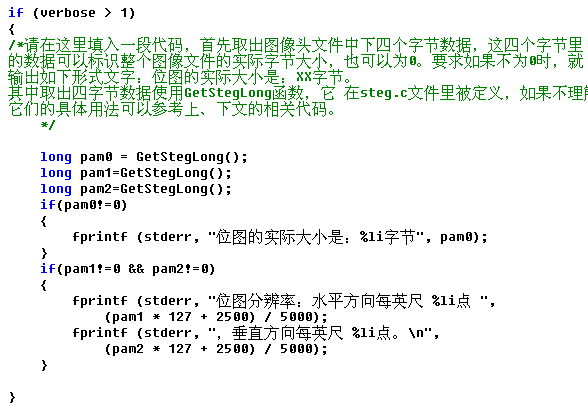 if (verbose > 1)
{
/*请在这里填入一段代码，首先取出图像头文件中下四个字节数据，这四个字节里
的数据可以标识整个图像文件的实际字节大小，也可以为0。要求如果不为0时，就
输出如下形式文字：位图的实际大小是：XX字节。
其中取出四字节数据使用GetStegLong函数，它 在steg.c文件里被定义，如果不理
它们的具体用法可以参考上、下文的相关代码。
*/
long pam0 = GetStegLong();
long pam1=GetStegLong();
long pam2=GetStegLong();
if(pam0!=0)
{
fprintf (stderr, "位图的实际大小是：%li字节", pam0);
}
if(pam1!=0 && pam2!=0)
{
fprintf (stderr, "位图分辨率：水平方向每英尺 %li点 ",
(pam1 * 127 + 2500) / 5000);
fprintf (stderr, "，垂直方向每英尺 %li点。\n",
(pam2 * 127 + 2500) / 5000);
}
}